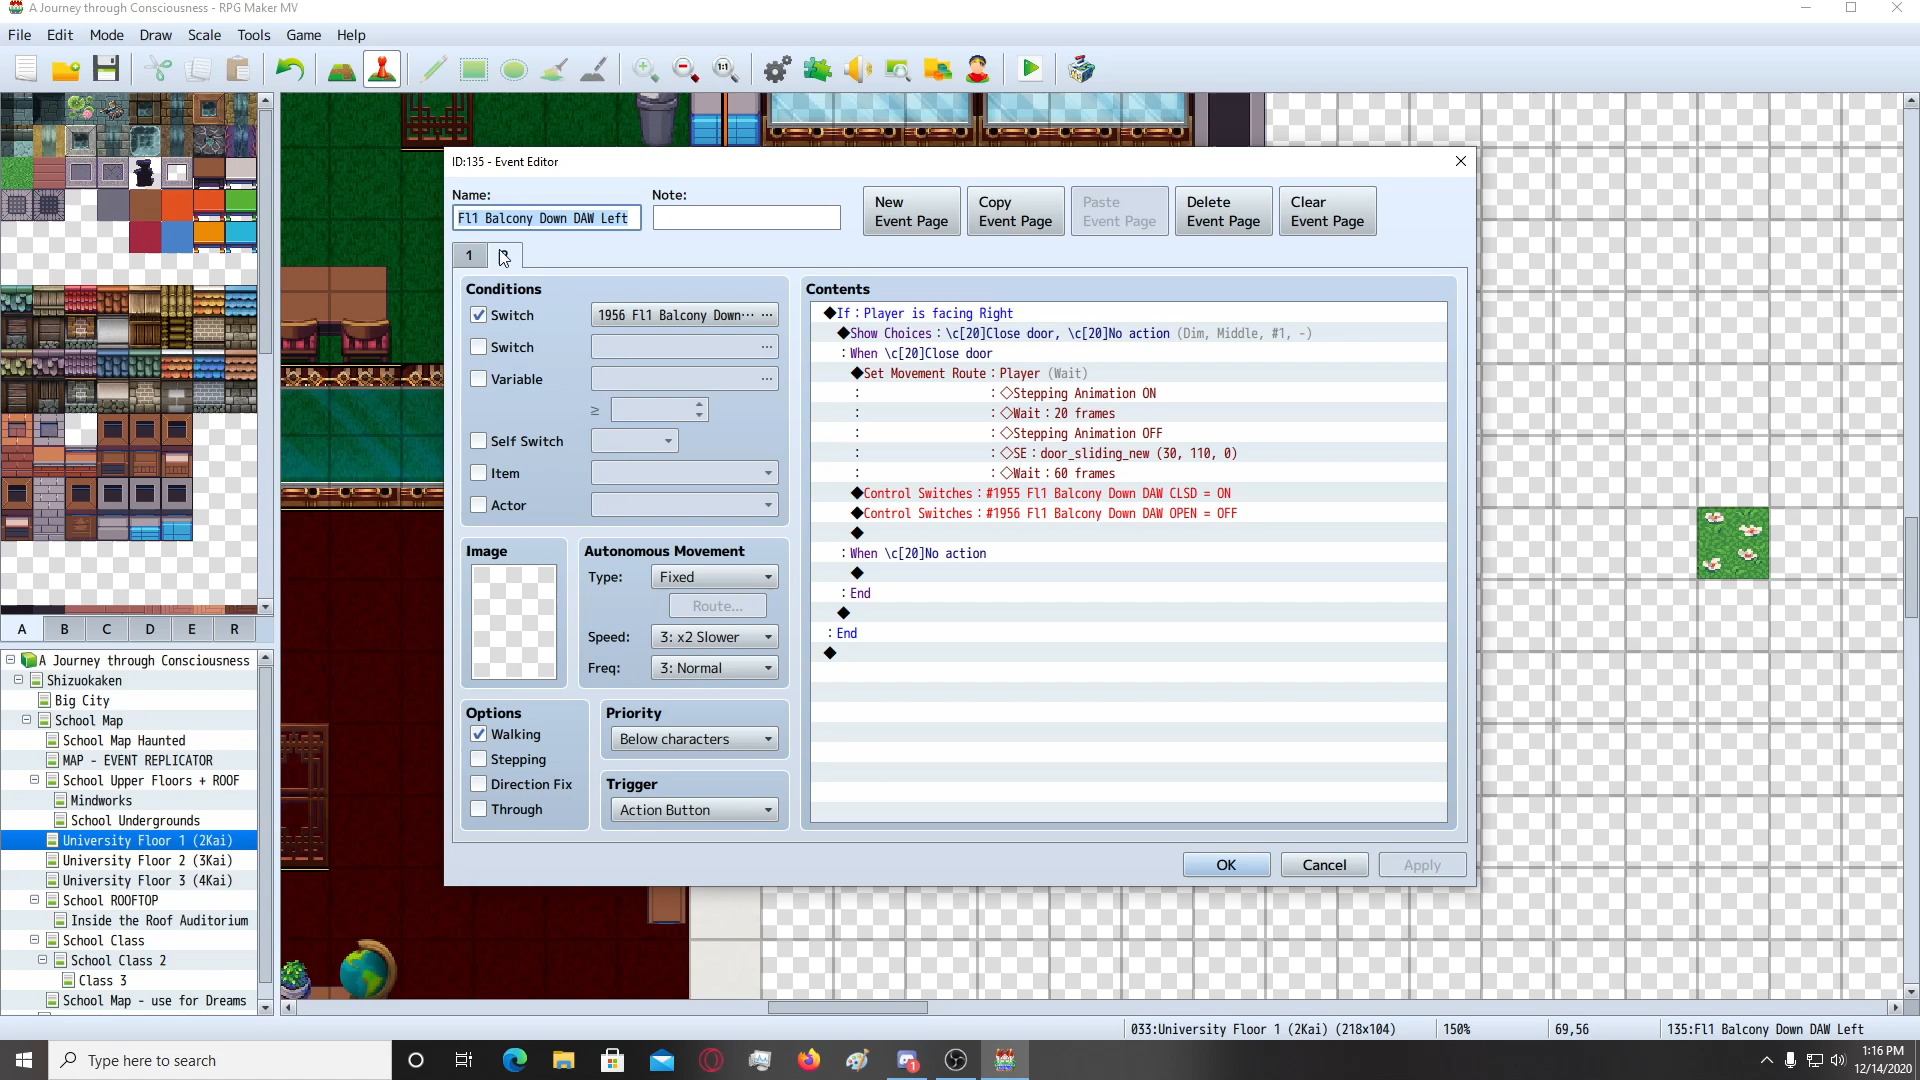 A Journey through Consciousness - RPG Maker MV
File Edit Mode Draw Scale Tools Game Help
1:1
ID:135 - Event Editor
Name:
Note:
Fl1 Balcony Down DAW Left
New Event Page
Copy Event Page
Paste Event Page
Delete Event Page
Clear Event Page
1
Conditions
Switch 1956 Fl1 Balcony Down··· ...
Switch ...
Variable ...
≥
Self Switch
Item
Actor
Image
Autonomous Movement
Type: Fixed
Route...
Speed: 3: x2 Slower
Freq: 3: Normal
Options
Walking
Stepping
Direction Fix
Through
Priority
Below characters
Trigger
Action Button
Contents
◆If : Player is facing Right
◆Show Choices : \c[20]Close door, \c[20]No action (Dim, Middle, #1, -)
: When \c[20]Close door
◆Set Movement Route : Player (Wait)
: : ◇Stepping Animation ON
: : ◇Wait : 20 frames
: : ◇Stepping Animation OFF
: : ◇SE : door_sliding_new (30, 110, 0)
: : ◇Wait : 60 frames
◆Control Switches : #1955 Fl1 Balcony Down DAW CLSD = ON
◆Control Switches : #1956 Fl1 Balcony Down DAW OPEN = OFF
◆
: When \c[20]No action
◆
: End
◆
: End
◆
OK Cancel Apply
A B C D E R
A Journey through Consciousness
Shizuokaken
Big City
School Map
School Map Haunted
MAP - EVENT REPLICATOR
School Upper Floors + ROOF
Mindworks
School Undergrounds
University Floor 1 (2Kai)
University Floor 2 (3Kai)
University Floor 3 (4Kai)
School ROOFTOP
Inside the Roof Auditorium
School Class
School Class 2
Class 3
School Map - use for Dreams
033:University Floor 1 (2Kai) (218x104) 150% 69,56 135:Fl1 Balcony Down DAW Left
Type here to search
1
1:16 PM
12/14/2020